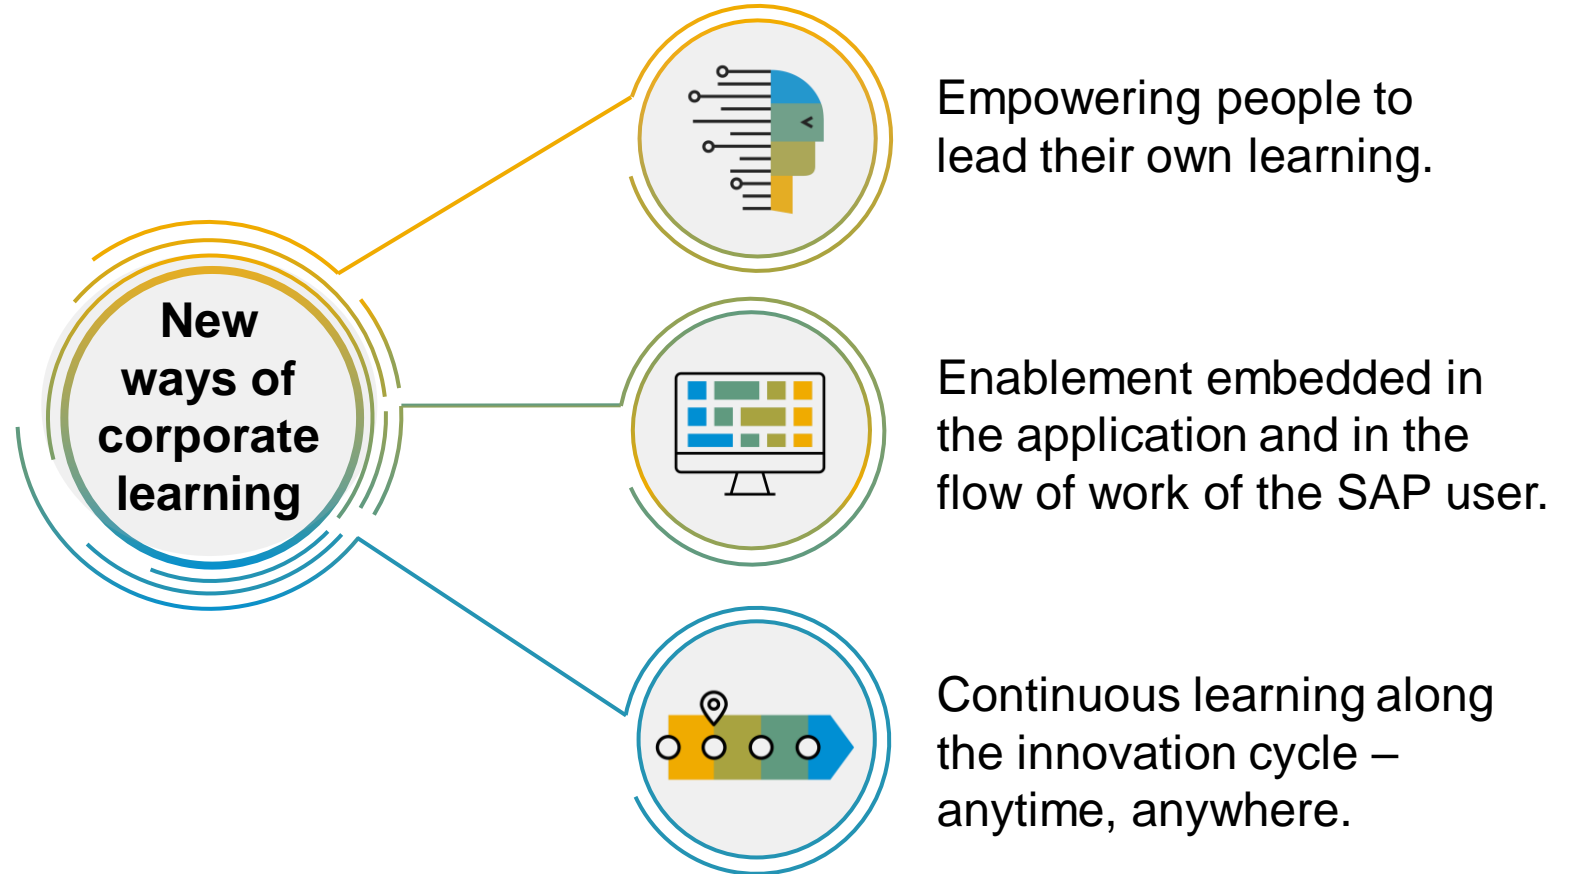 New
ways of
corporate
learning
Empowering people to
lead their own learning.
Enablement embedded in
the application and in the
flow of work of the SAP user.
Continuous learning along
the innovation cycle –
anytime, anywhere.